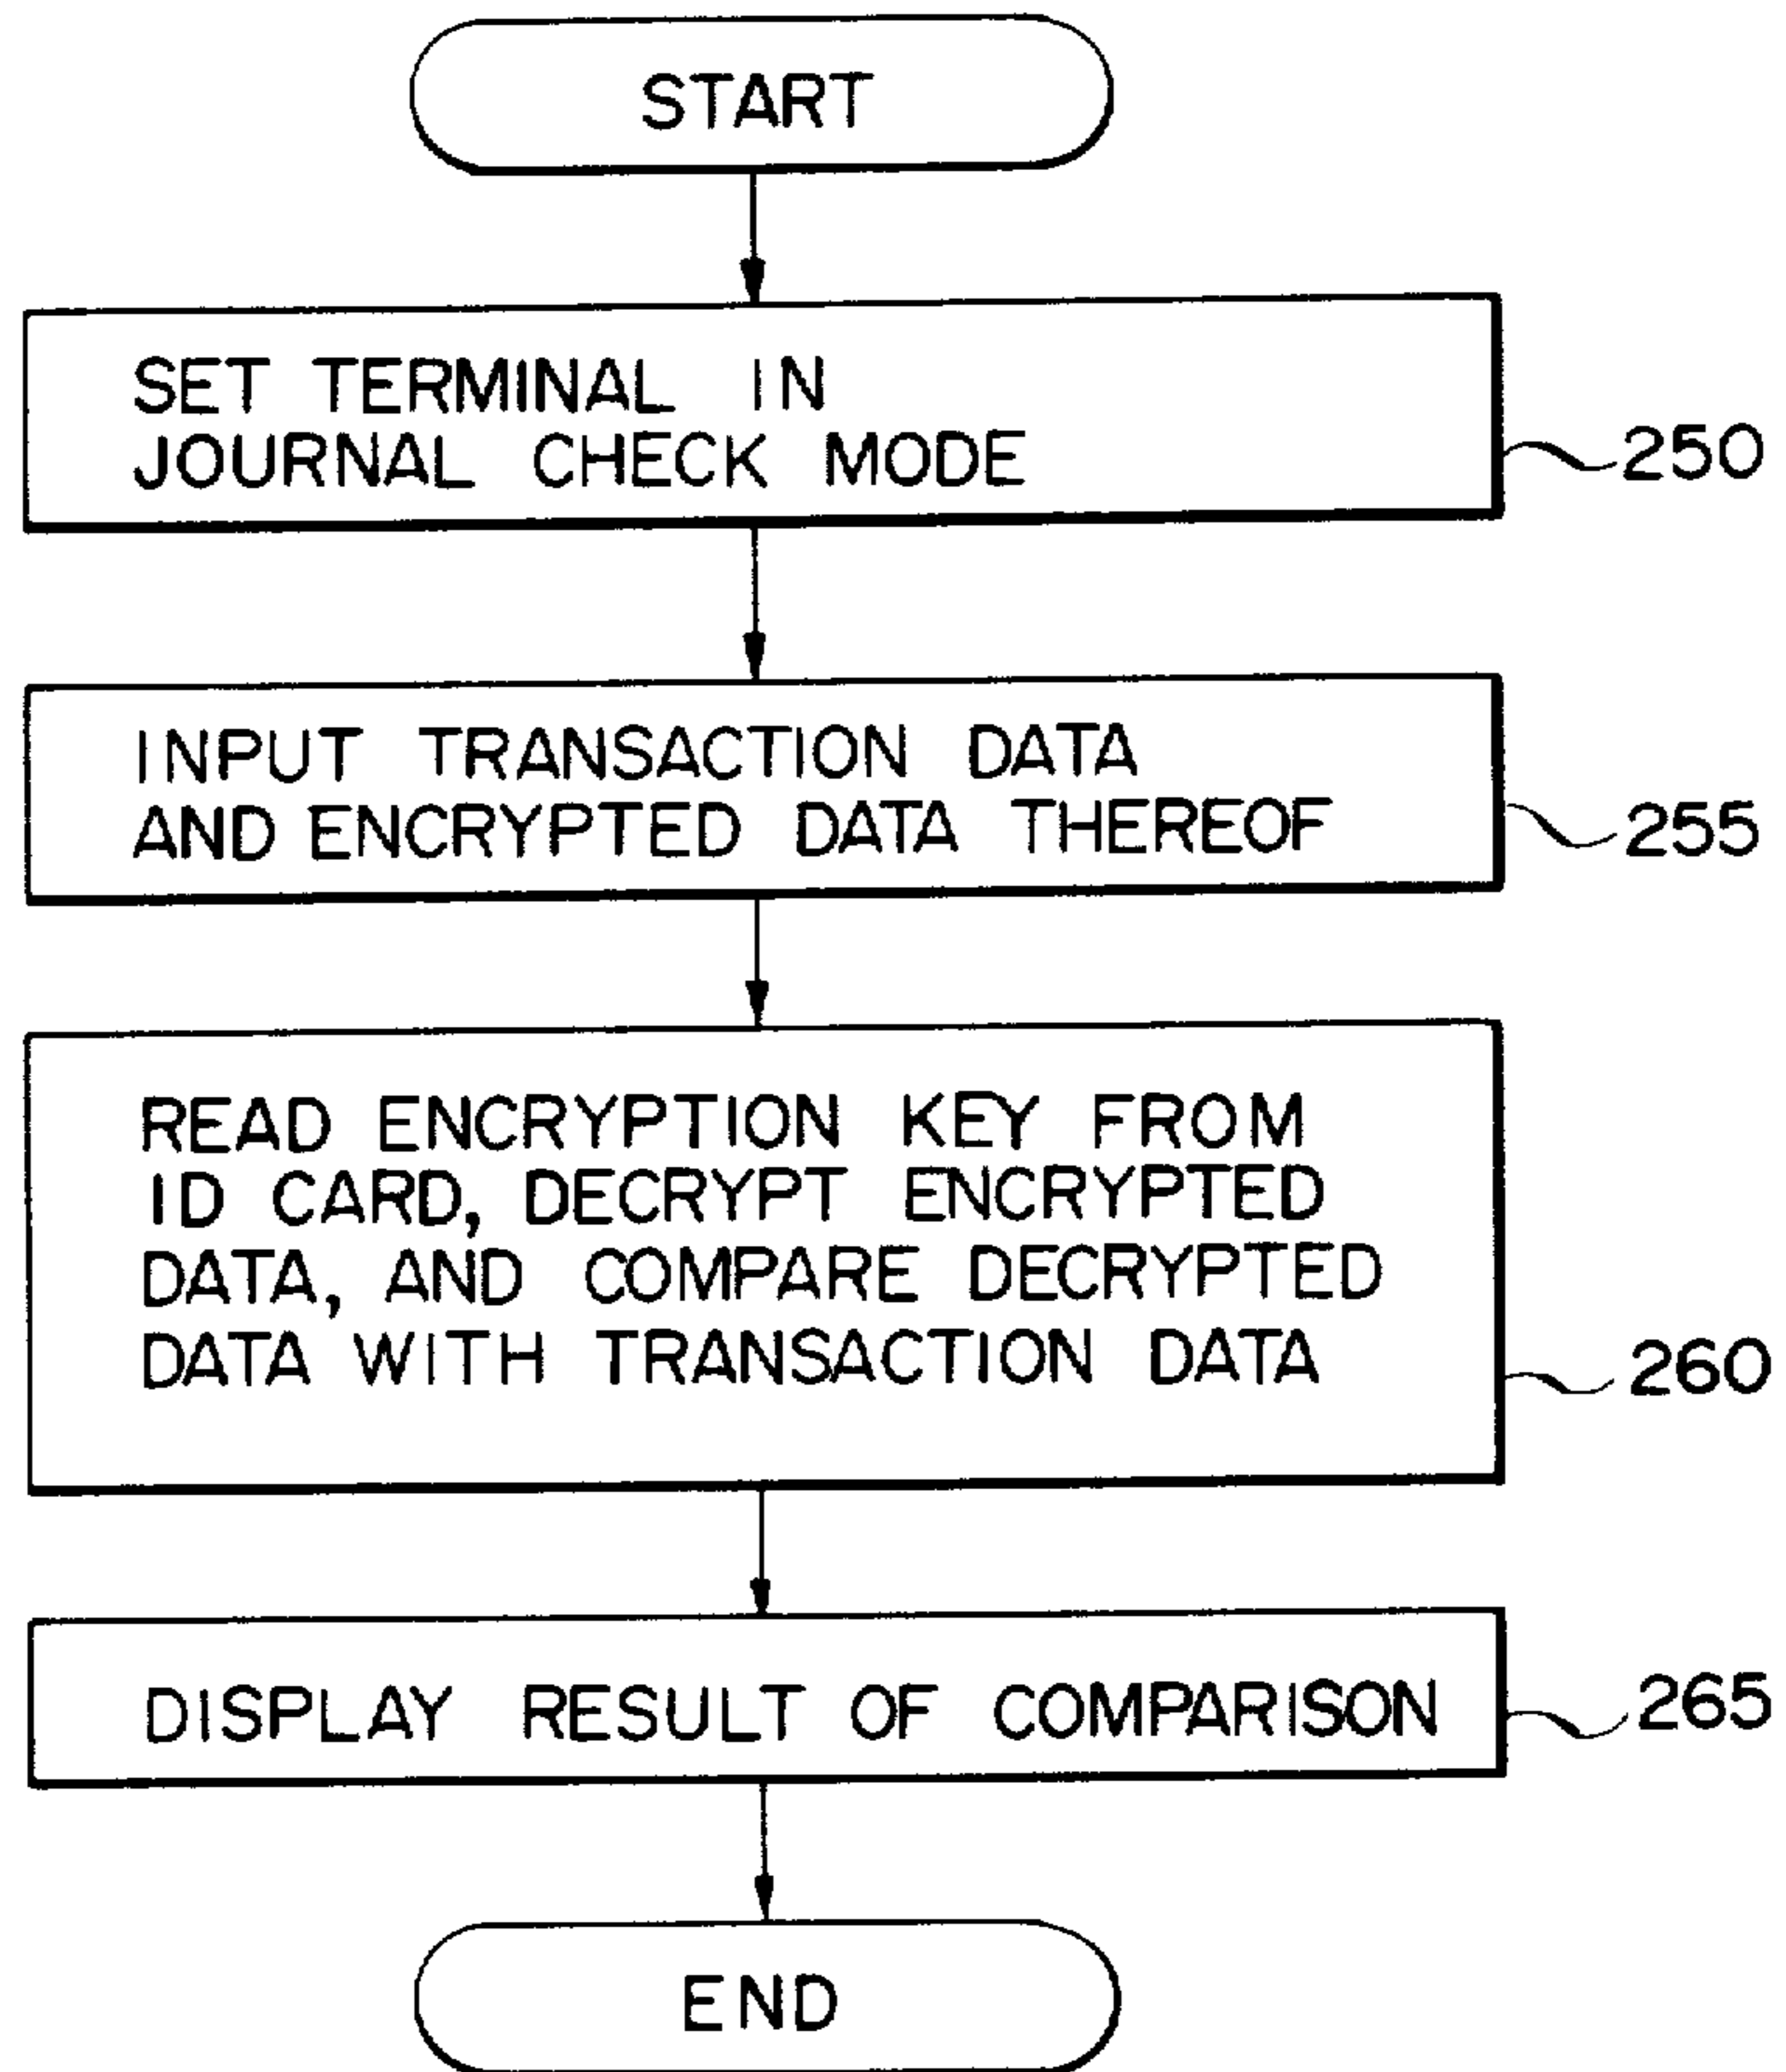 START
SET TERMINAL IN
JOURNAL CHECK MODE
250
INPUT TRANSACTION DATA
AND ENCRYPTED DATA THEREOF
255
READ ENCRYPTION KEY FROM
ID CARD, DECRYPT ENCRYPTED
DATA, AND COMPARE DECRYPTED
DATA WITH TRANSACTION DATA
260
DISPLAY RESULT OF COMPARISON
265
END